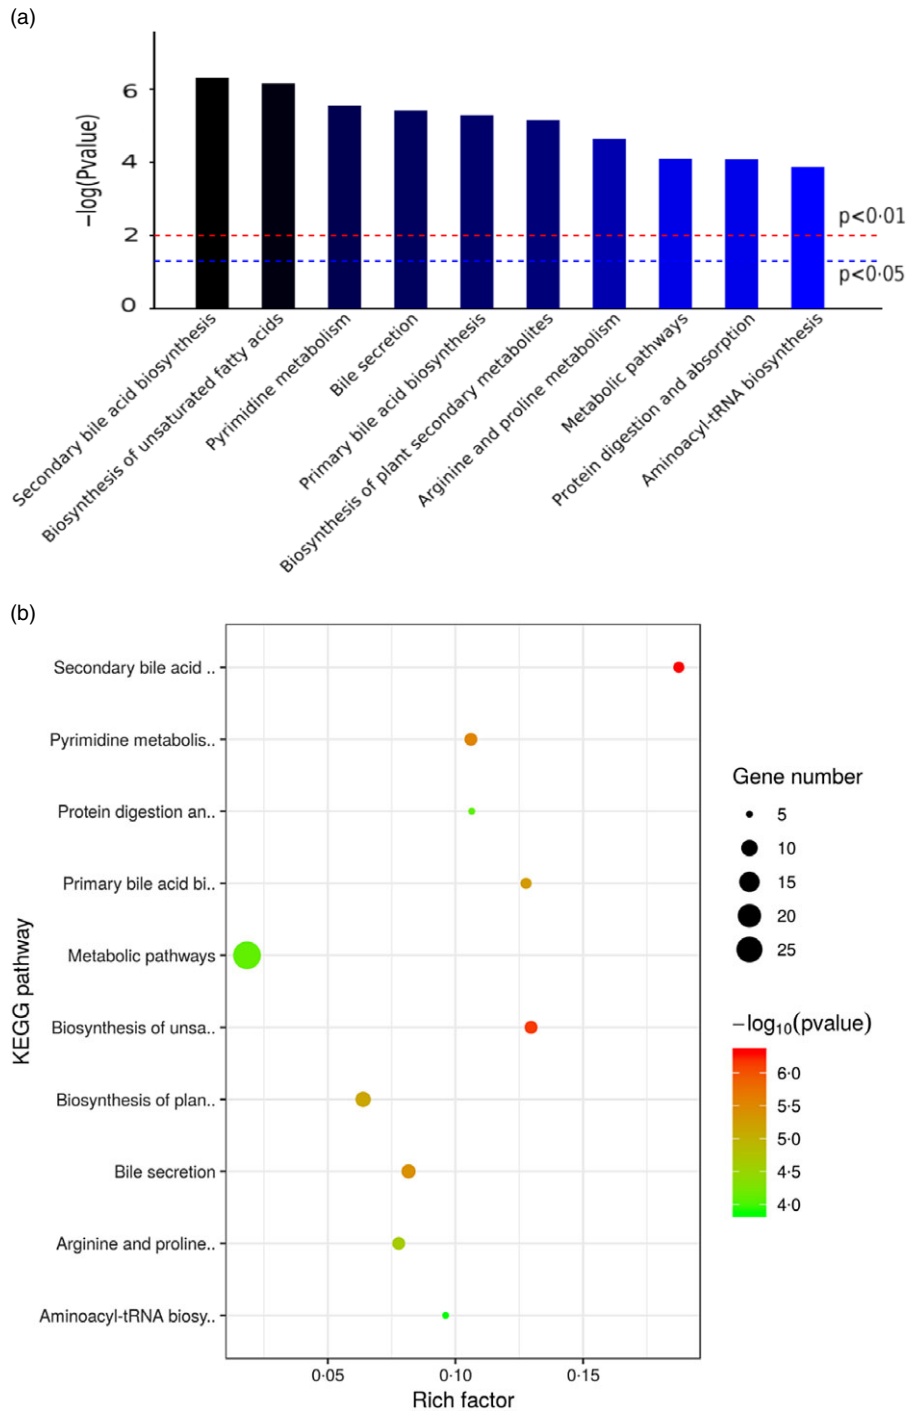 (a)
−log(Pvalue)
6
4
2
0
p<0·01
p<0·05
Secondary bile acid biosynthesis
Biosynthesis of unsaturated fatty acids
Pyrimidine metabolism
Bile secretion
Primary bile acid biosynthesis
Biosynthesis of plant secondary metabolites
Arginine and proline metabolism
Metabolic pathways
Protein digestion and absorption
Aminoacyl-tRNA biosynthesis
(b)
KEGG pathway
Secondary bile acid ..
Pyrimidine metabolis..
Protein digestion an..
Primary bile acid bi..
Metabolic pathways
Biosynthesis of unsa..
Biosynthesis of plan..
Bile secretion
Arginine and proline..
Aminoacyl-tRNA biosy..
0·05 0·10 0·15
Rich factor
Gene number
5
10
15
20
25
−log10(pvalue)
6·0
5·5
5·0
4·5
4·0